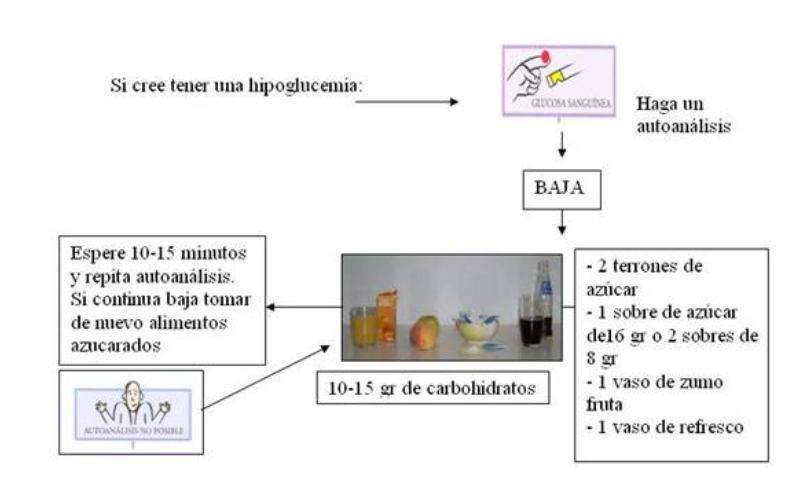 Si cree tener una hipoglucemia:
GLUCOSA SANGUÍNEA
Haga un
autoanálisis
BAJA
Espere 10-15 minutos
y repita autoanálisis.
Si continua baja tomar
de nuevo alimentos
azucarados
- 2 terrones de
azúcar
- 1 sobre de azúcar
de16 gr o 2 sobres de
8 gr
- 1 vaso de zumo
fruta
- 1 vaso de refresco
10-15 gr de carbohidratos
AUTOANÁLISIS NO POSIBLE